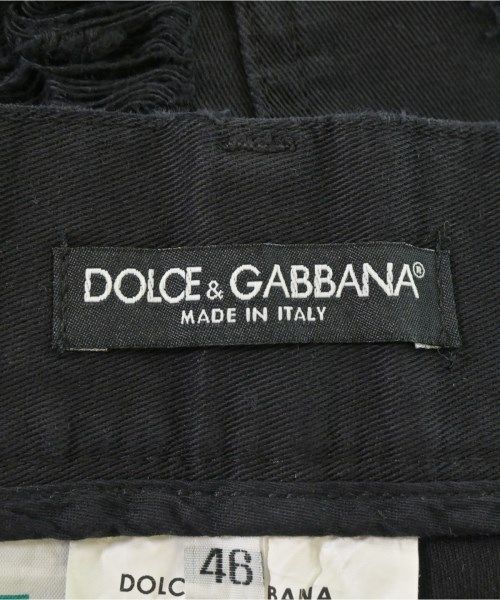 DOLCE & GABBANA®
MADE IN ITALY
46
DOLC BANA